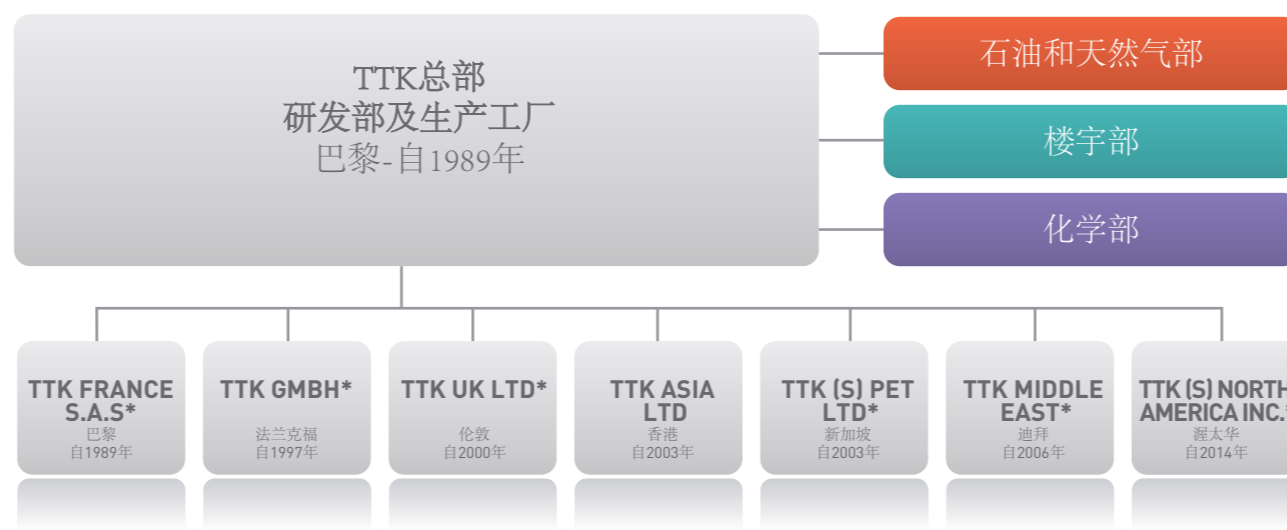 TTK总部
研发部及生产工厂
巴黎-自1989年
石油和天然气部
楼宇部
化学部
TTK FRANCE
S.A.S*
巴黎
自1989年
TTK GMBH*
法兰克福
自1997年
TTK UK LTD*
伦敦
自2000年
TTK ASIA
LTD
香港
自2003年
TTK (S) PET
LTD*
新加坡
自2003年
TTK MIDDLE
EAST*
迪拜
自2006年
TTK (S) NORTH
AMERICA INC.*
渥太华
自2014年